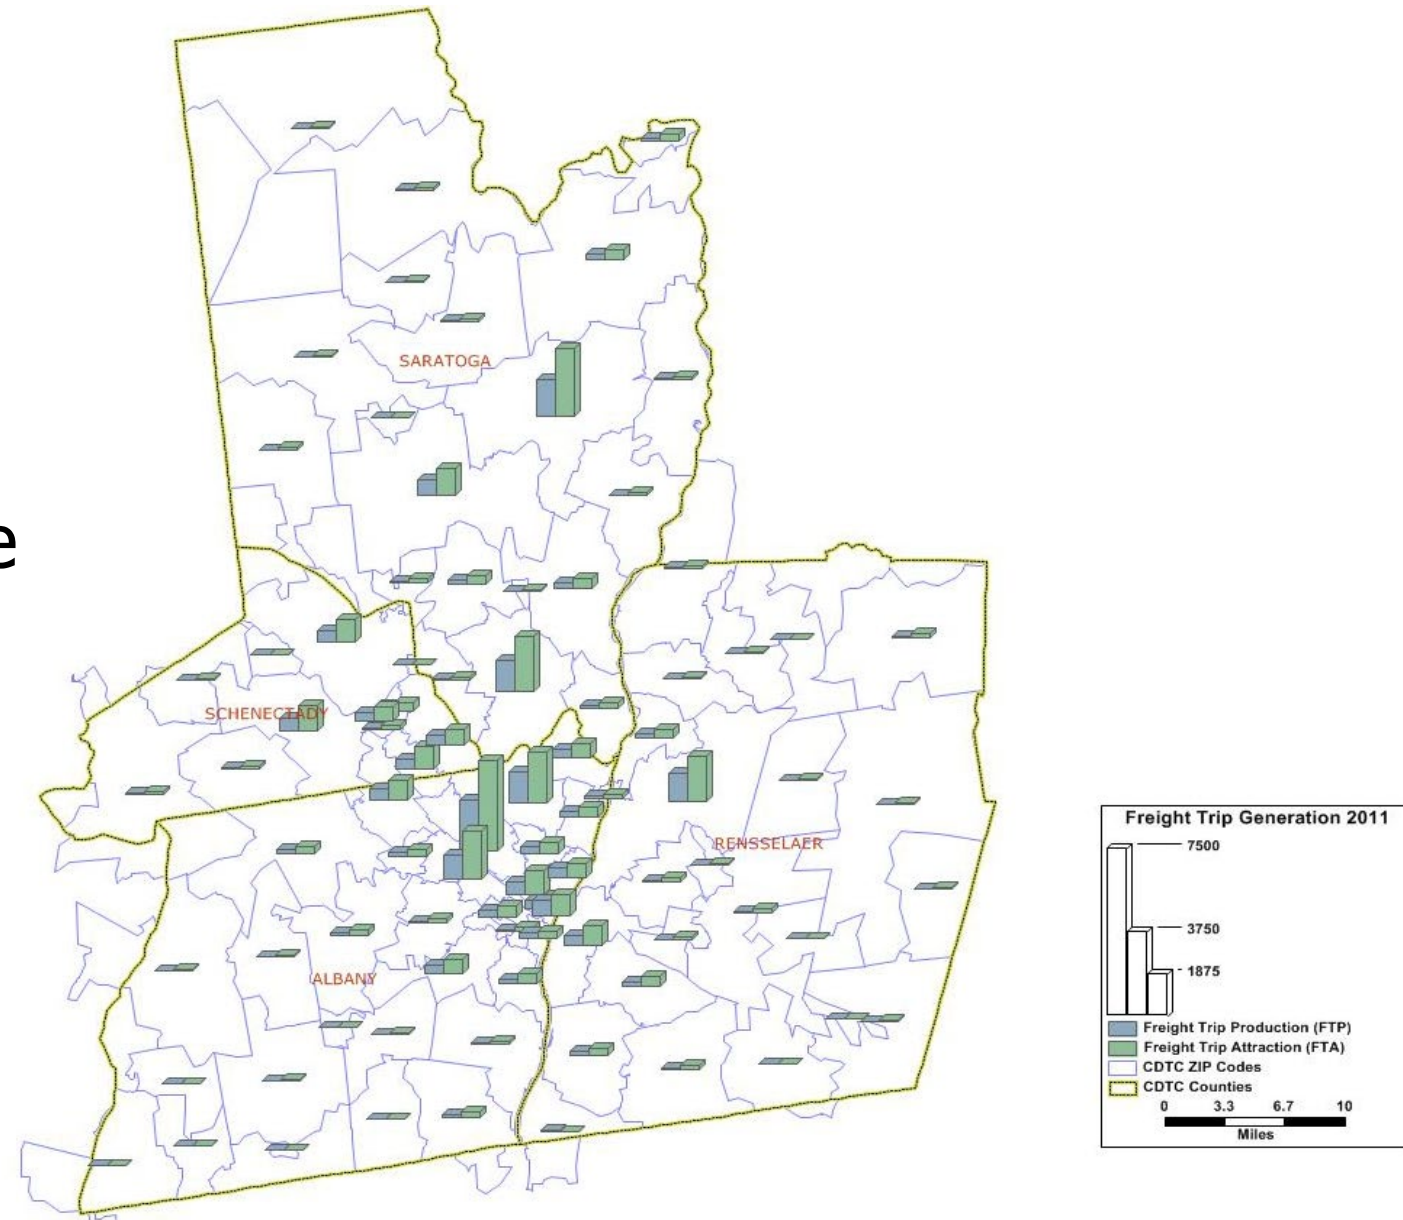 SARATOGA
e
SCHENECTADY
RENSSELAER
ALBANY
Freight Trip Generation 2011
7500
3750
1875
Freight Trip Production (FTP)
Freight Trip Attraction (FTA)
CDTC ZIP Codes
CDTC Counties
0 3.3 6.7 10
Miles